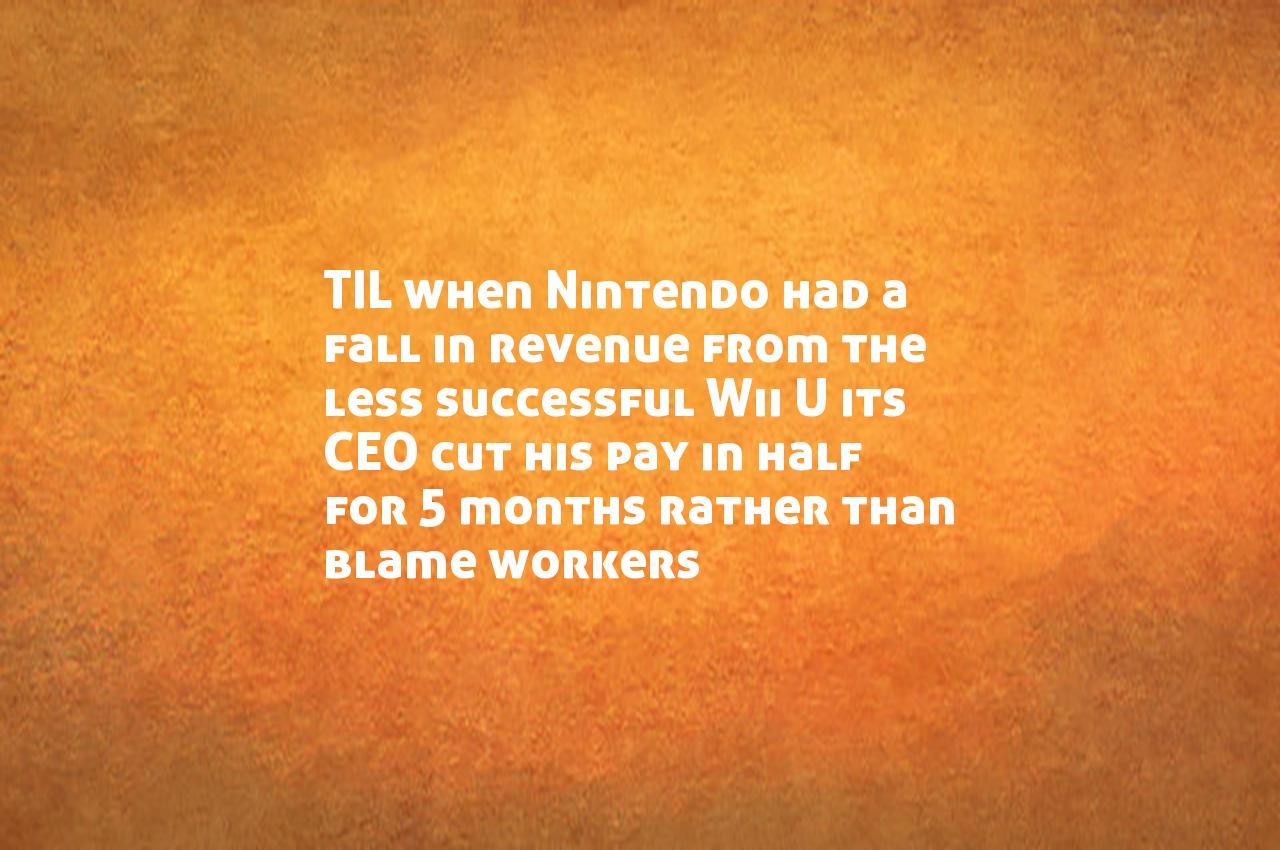 TIL when Nintendo had a
fall in revenue from the
less successful Wii U its
CEO cut his pay in half
for 5 months rather than
blame workers